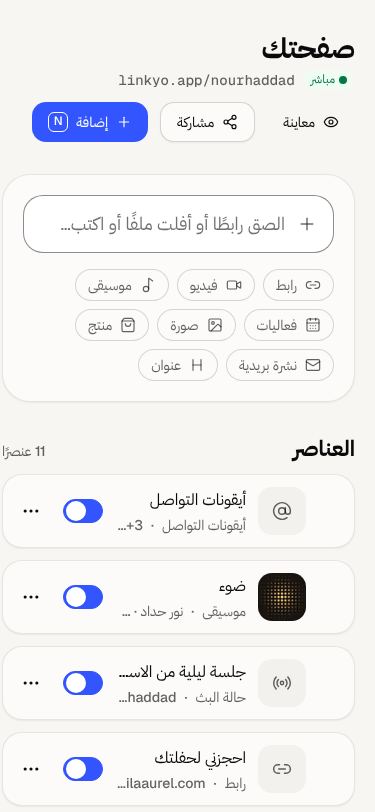 صفحتك
مباشر linkyo.app/nourhaddad
معاينة مشاركة إضافة N
الصق رابطًا أو أفلت ملفًا أو اكتب...
رابط فيديو موسيقى
فعاليات صورة منتج
نشرة بريدية عنوان
العناصر 11 عنصرًا
أيقونات التواصل
أيقونات التواصل · 3+...
ضوء
موسيقى · نور حداد · ...
جلسة ليلية من الاس...
حالة البث · haddad...
احجزني لحفلتك
رابط · ilaaurel.com...